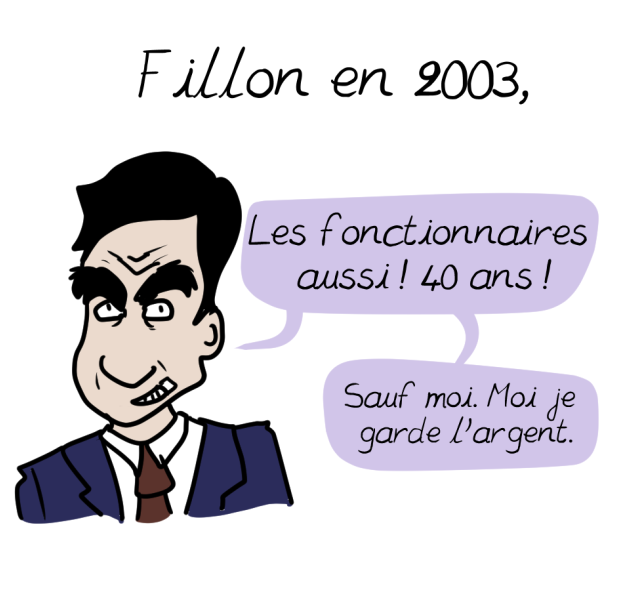 Fillon en 2003,
Les fonctionnaires
aussi ! 40 ans !
Sauf moi. Moi je
garde l'argent.